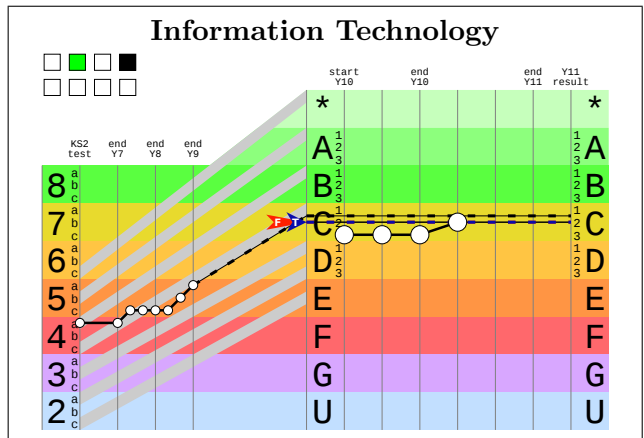 Information Technology
start Y10
end Y10
end Y11
Y11 result
KS2 test
end Y7
end Y8
end Y9
* *
A 1 2 3 1 2 3 A
8 a b c B 1 2 3 1 2 3 B
7 a b c F T C 1 2 3 1 2 3 C
6 a b c D 1 2 3 1 2 3 D
5 a b c E E
4 a b c F F
3 a b c G G
2 a b c U U